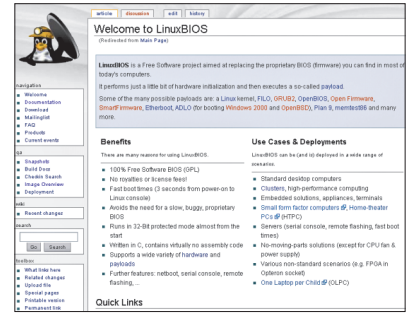 article discussion edit history
Welcome to LinuxBIOS
(Redirected from Main Page)
LinuxBIOS is a Free Software project aimed at replacing the proprietary BIOS (firmware) you can find in most of
today's computers.
It performs just a little bit of hardware initialization and then executes a so-called payload.
Some of the many possible payloads are: a Linux kernel, FILO, GRUB2, OpenBIOS, Open Firmware,
SmartFirmware, Etherboot, ADLO (for booting Windows 2000 and OpenBSD), Plan 9, memtest86 and many
more.
navigation
Welcome
Documentation
Download
Mailinglist
FAQ
Products
Current events
qa
Snapshots
Build Docs
Checkin Search
Image Overview
Deployment
wiki
Recent changes
search
Go Search
toolbox
What links here
Related changes
Upload file
Special pages
Printable version
Permanent link
Benefits
There are many reasons for using LinuxBIOS:
100% Free Software BIOS (GPL)
No royalties or license fees!
Fast boot times (3 seconds from power-on to
Linux console)
Avoids the need for a slow, buggy, proprietary
BIOS
Runs in 32-Bit protected mode almost from the
start
Written in C, contains virtually no assembly code
Supports a wide variety of hardware and
payloads
Further features: netboot, serial console, remote
flashing, ...
Use Cases & Deployments
LinuxBIOS can be (and is) deployed in a wide range of
scenarios.
Standard desktop computers
Clusters, high-performance computing
Embedded solutions, appliances, terminals
Small form factor computers, Home-theater
PCs (HTPC)
Servers (serial console, remote flashing, fast boot
times)
No-moving-parts solutions (except for CPU fan &
power supply)
Various non-standard scenarios (e.g. FPGA in
Opteron socket)
One Laptop per Child (OLPC)
Quick Links